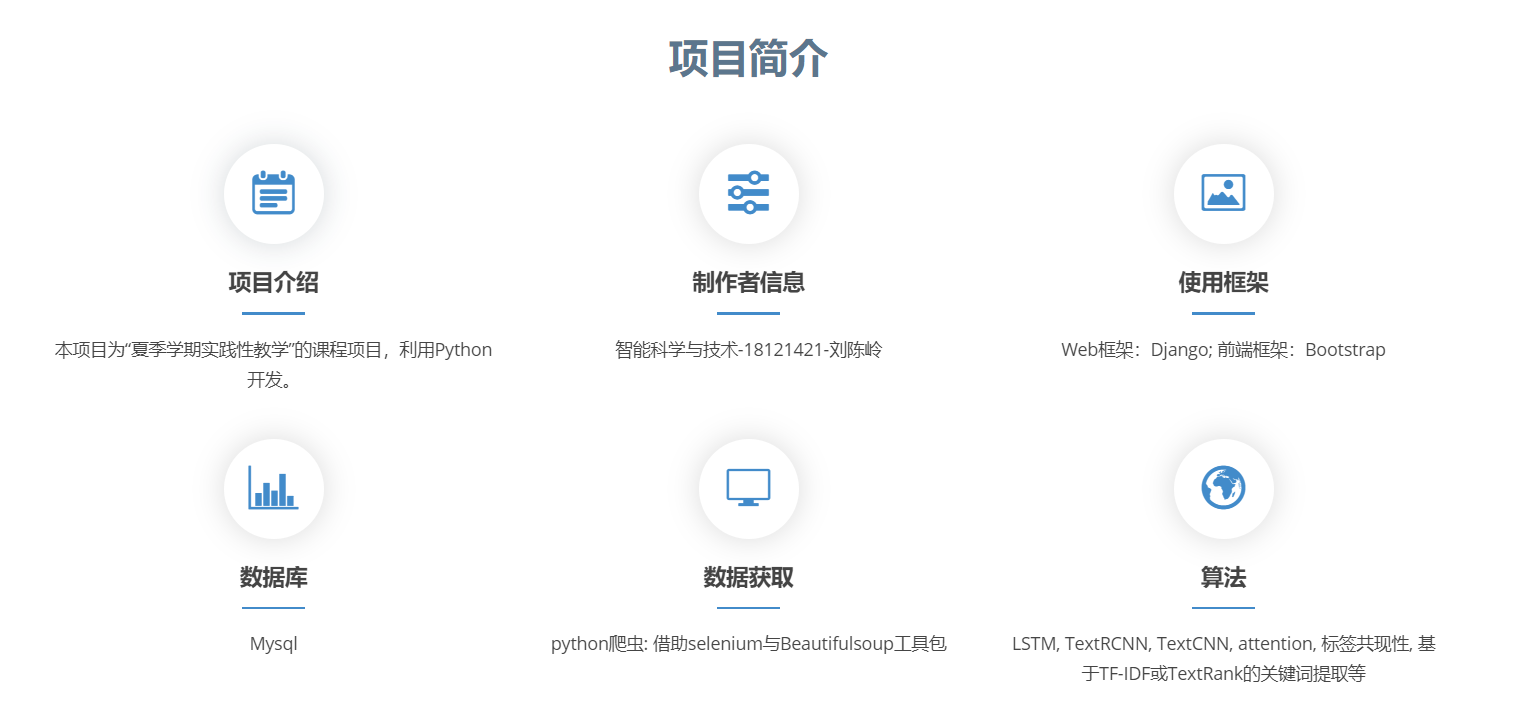 项目简介
项目介绍
制作者信息
使用框架
本项目为“夏季学期实践性教学”的课程项目，利用Python
开发。
智能科学与技术-18121421-刘陈岭
Web框架：Django; 前端框架：Bootstrap
数据库
数据获取
算法
Mysql
python爬虫: 借助selenium与Beautifulsoup工具包
LSTM, TextRCNN, TextCNN, attention, 标签共现性, 基
于TF-IDF或TextRank的关键词提取等